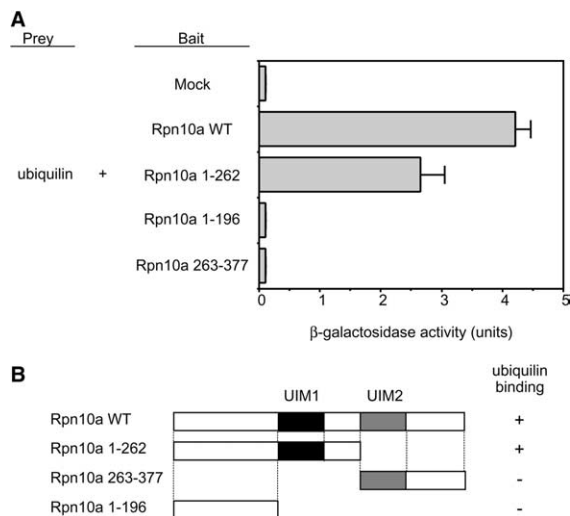 A
Prey
Bait
Mock
Rpn10a WT
ubiquilin + Rpn10a 1-262
Rpn10a 1-196
Rpn10a 263-377
0 1 2 3 4 5
β-galactosidase activity (units)
B
UIM1 UIM2 ubiquilin binding
Rpn10a WT +
Rpn10a 1-262 +
Rpn10a 263-377 -
Rpn10a 1-196 -